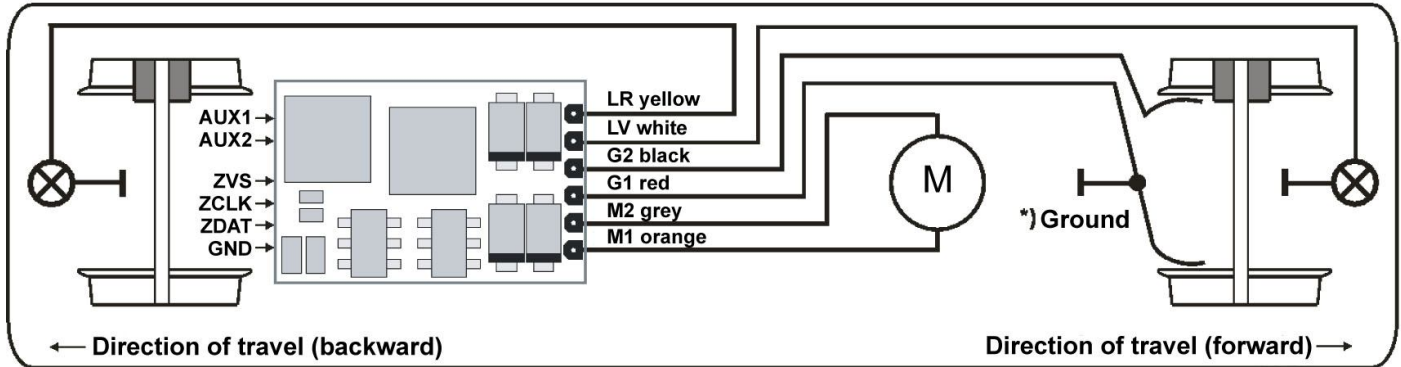 AUX1
AUX2
ZVS
ZCLK
ZDAT
GND
LR yellow
LV white
G2 black
G1 red
M2 grey
M1 orange
M
*) Ground
← Direction of travel (backward)
Direction of travel (forward) →